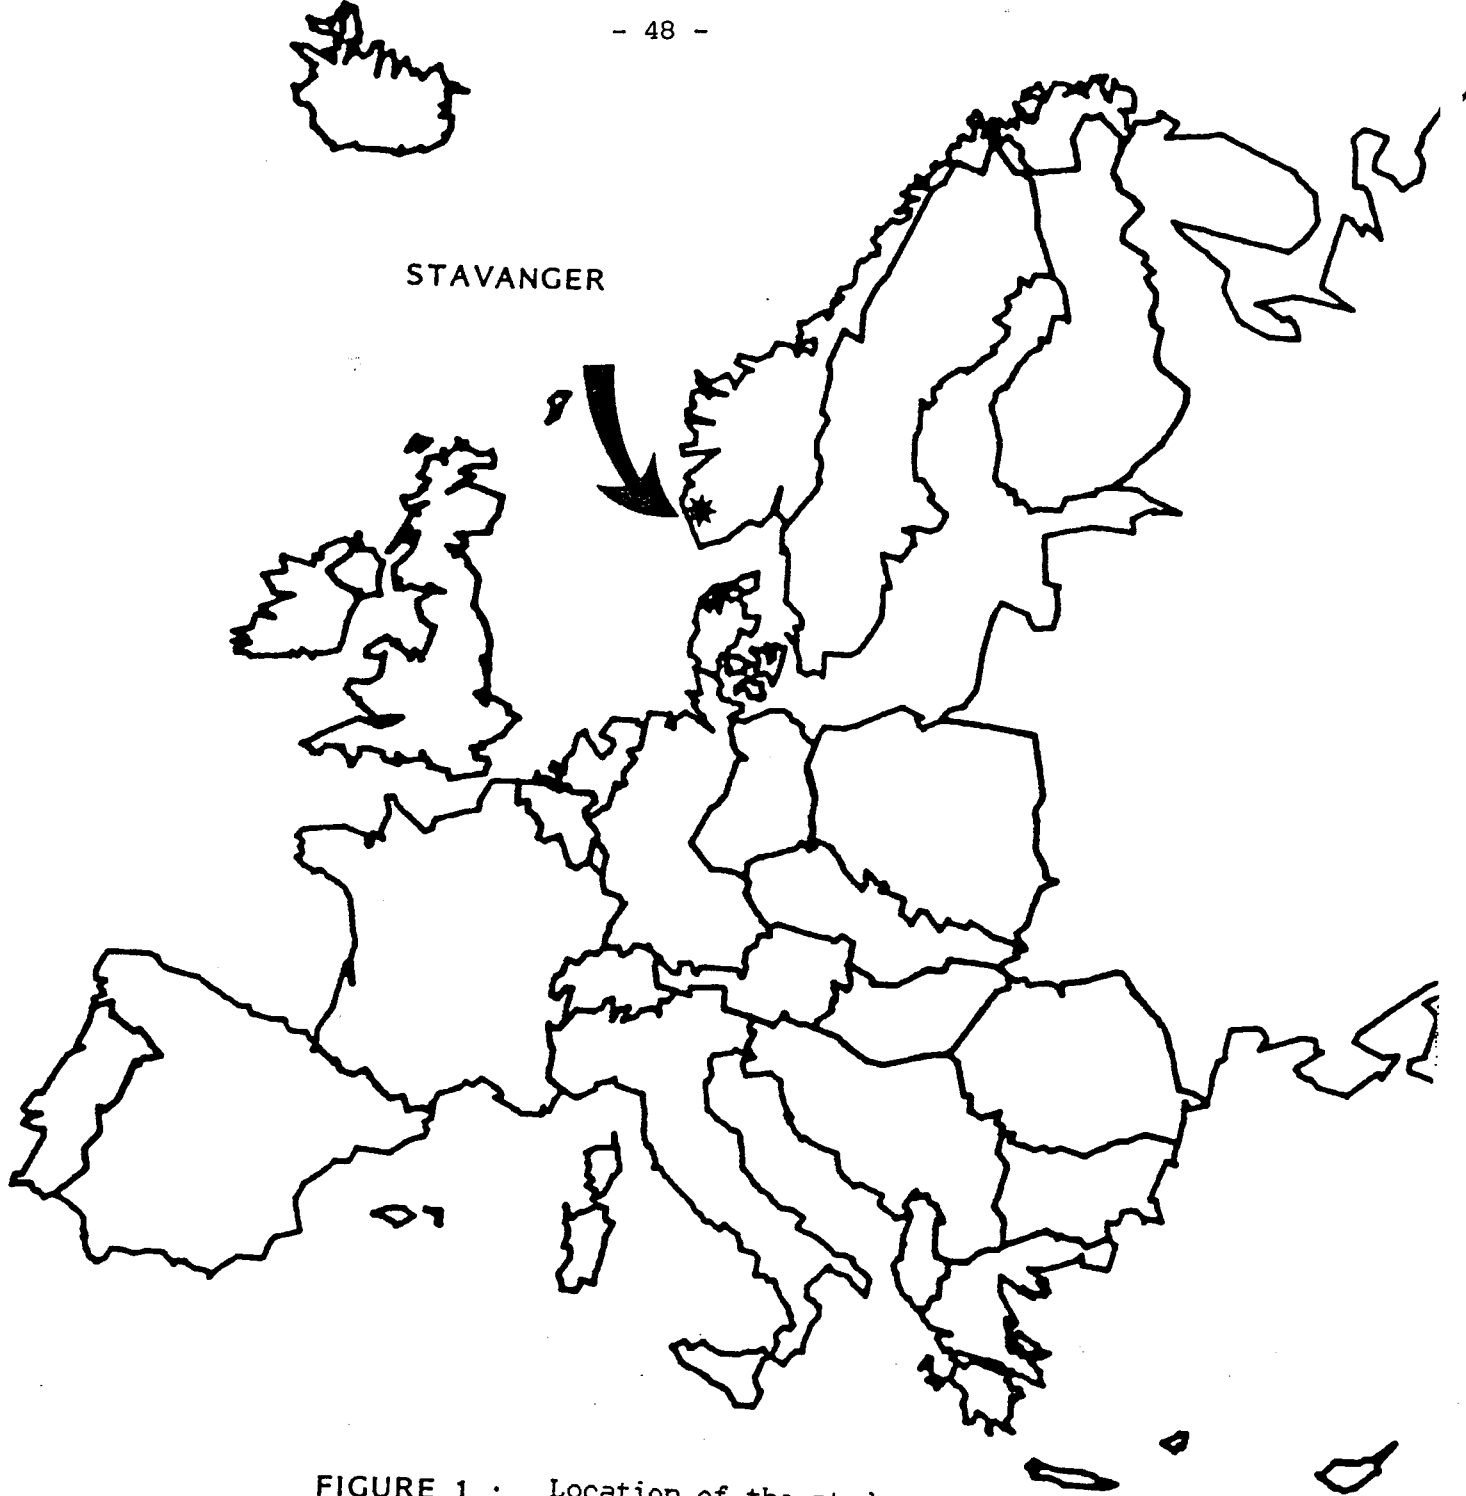 - 48 -
STAVANGER
FIGURE 1 : Location of the